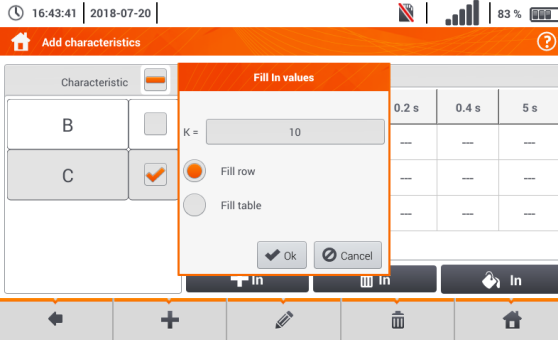 16:43:41 2018-07-20 83 %
Add characteristics ?
Characteristic
Fill In values
0.2 s 0.4 s 5 s
B
K = 10
--- --- ---
C
Fill row
--- --- ---
Fill table
--- --- ---
Ok Cancel
In In In